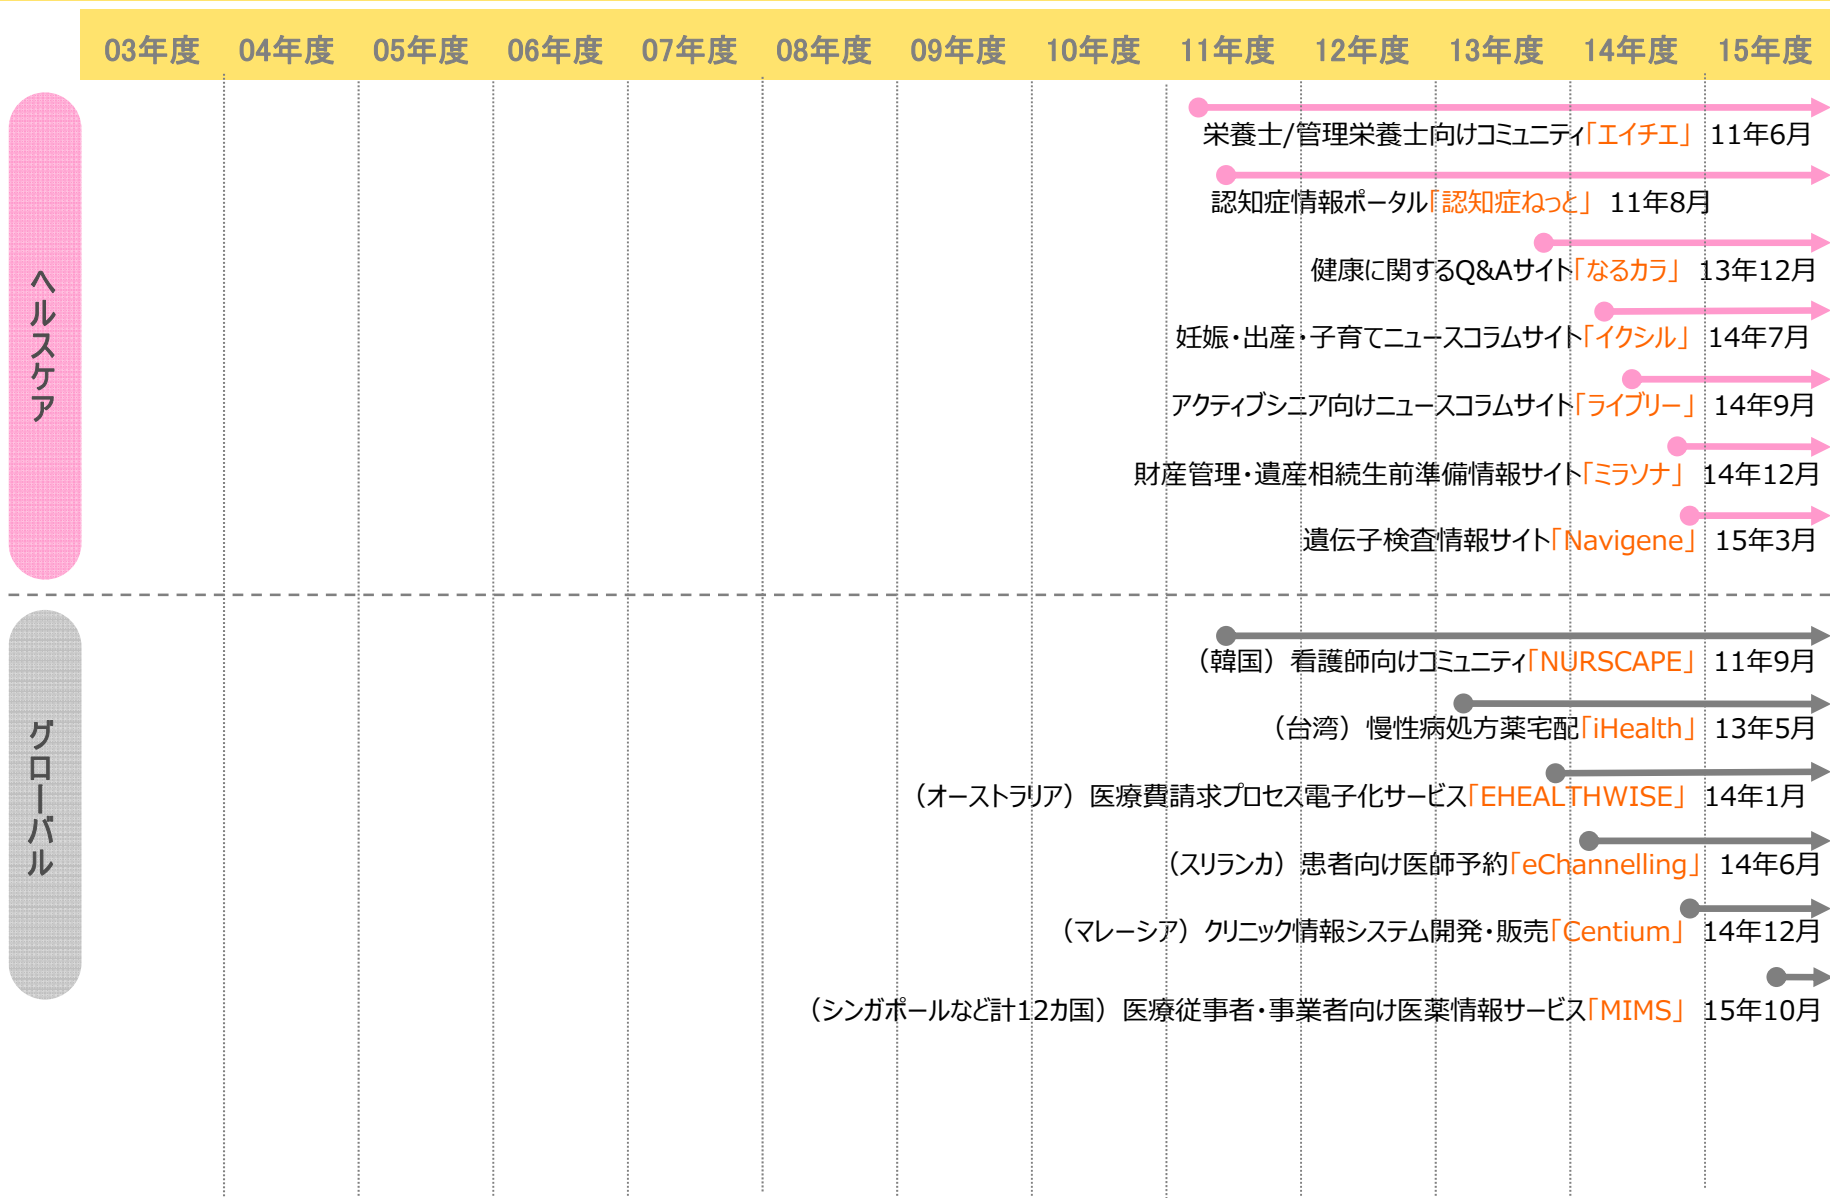 03年度 04年度 05年度 06年度 07年度 08年度 09年度 10年度 11年度 12年度 13年度 14年度 15年度
ヘルスケア
栄養士/管理栄養士向けコミュニティ「エイチエ」 11年6月
認知症情報ポータル「認知症ねっと」 11年8月
健康に関するQ&Aサイト「なるカラ」 13年12月
妊娠・出産・子育てニュースコラムサイト「イクシル」 14年7月
アクティブシニア向けニュースコラムサイト「ライブリー」 14年9月
財産管理・遺産相続生前準備情報サイト「ミラソナ」 14年12月
遺伝子検査情報サイト「Navigene」 15年3月
グローバル
（韓国）看護師向けコミュニティ「NURSCAPE」 11年9月
（台湾）慢性病処方薬宅配「iHealth」 13年5月
（オーストラリア）医療費請求プロセス電子化サービス「EHEALTHWISE」 14年1月
（スリランカ）患者向け医師予約「eChannelling」 14年6月
（マレーシア）クリニック情報システム開発・販売「Centium」 14年12月
（シンガポールなど計12カ国）医療従事者・事業者向け医薬情報サービス「MIMS」 15年10月